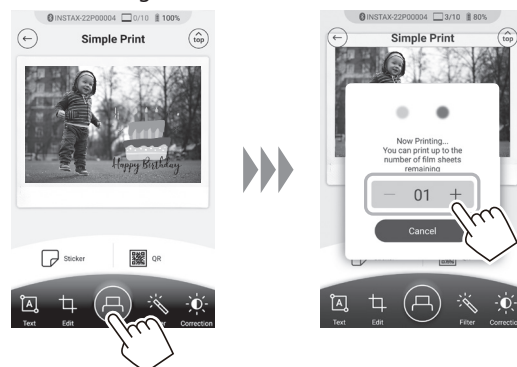 INSTAX-22P00004 0/10 100%
Simple Print
top
Happy Birthday
Sticker
QR
Text Edit Correction
INSTAX-22P00004 3/10 80%
Simple Print
top
Now Printing...
You can print up to the
number of film sheets
remaining
— 01 +
Cancel
Text Edit Filter Correction